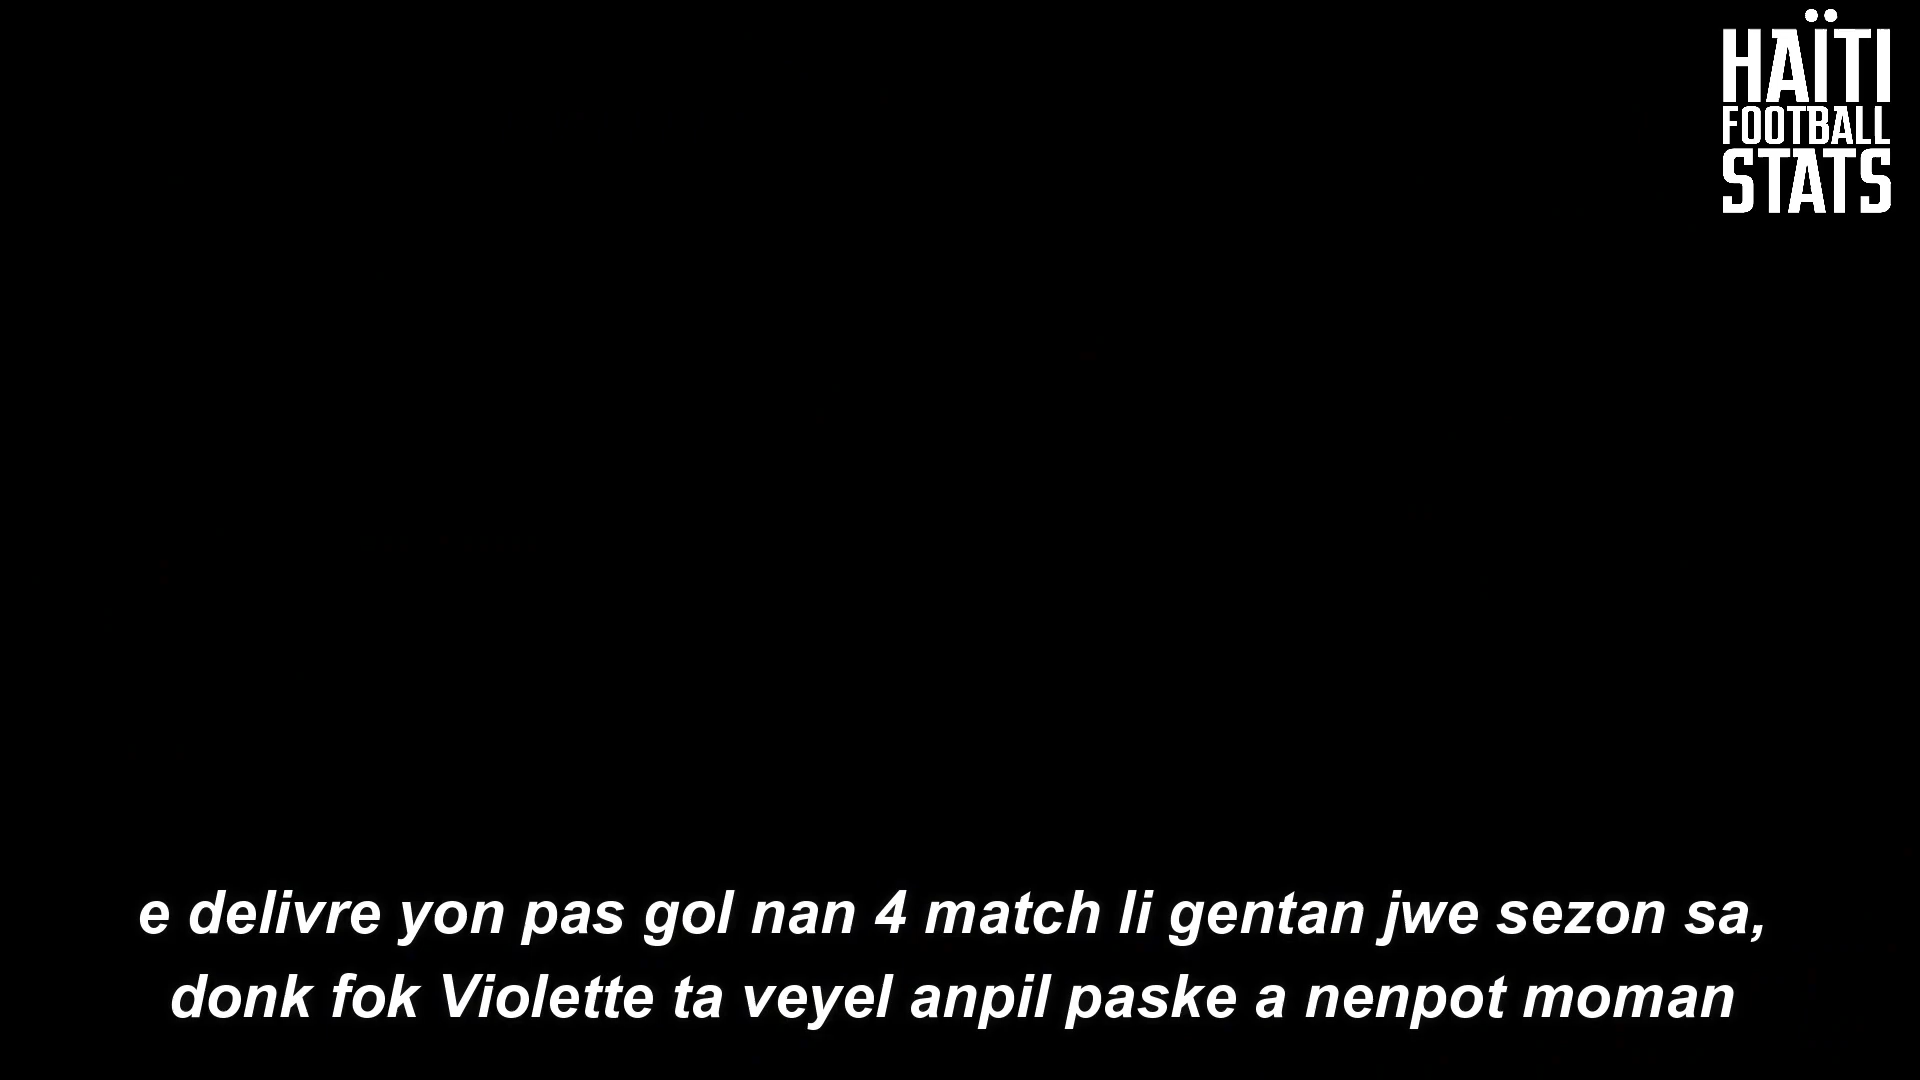 HAÏTI
FOOTBALL
STATS
e delivre yon pas gol nan 4 match li gentan jwe sezon sa,
donk fok Violette ta veyel anpil paske a nenpot moman